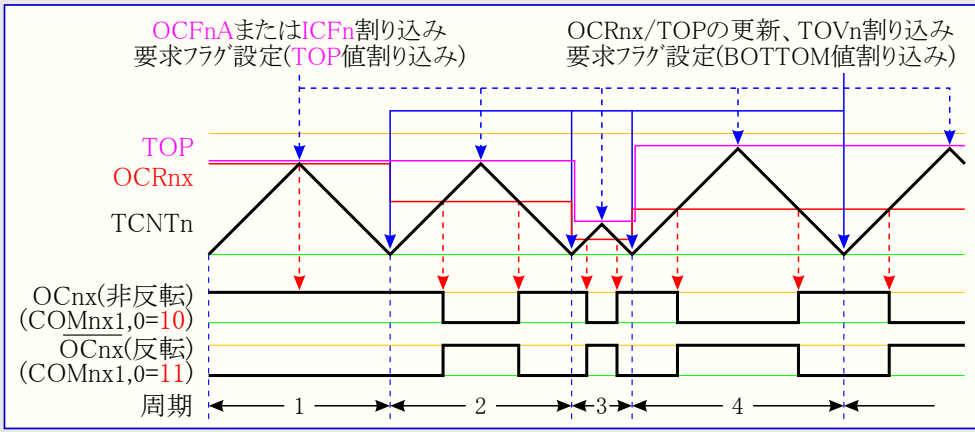 OCFnAまたはICFn割り込み
要求フラグ設定(TOP値割り込み)
OCRnx/TOPの更新、TOVn割り込み
要求フラグ設定(BOTTOM値割り込み)
TOP
OCRnx
TCNTn
OCnx(非反転)
(COMnx1,0=10)
OCnx(反転)
(COMnx1,0=11)
周期
1
2
3
4